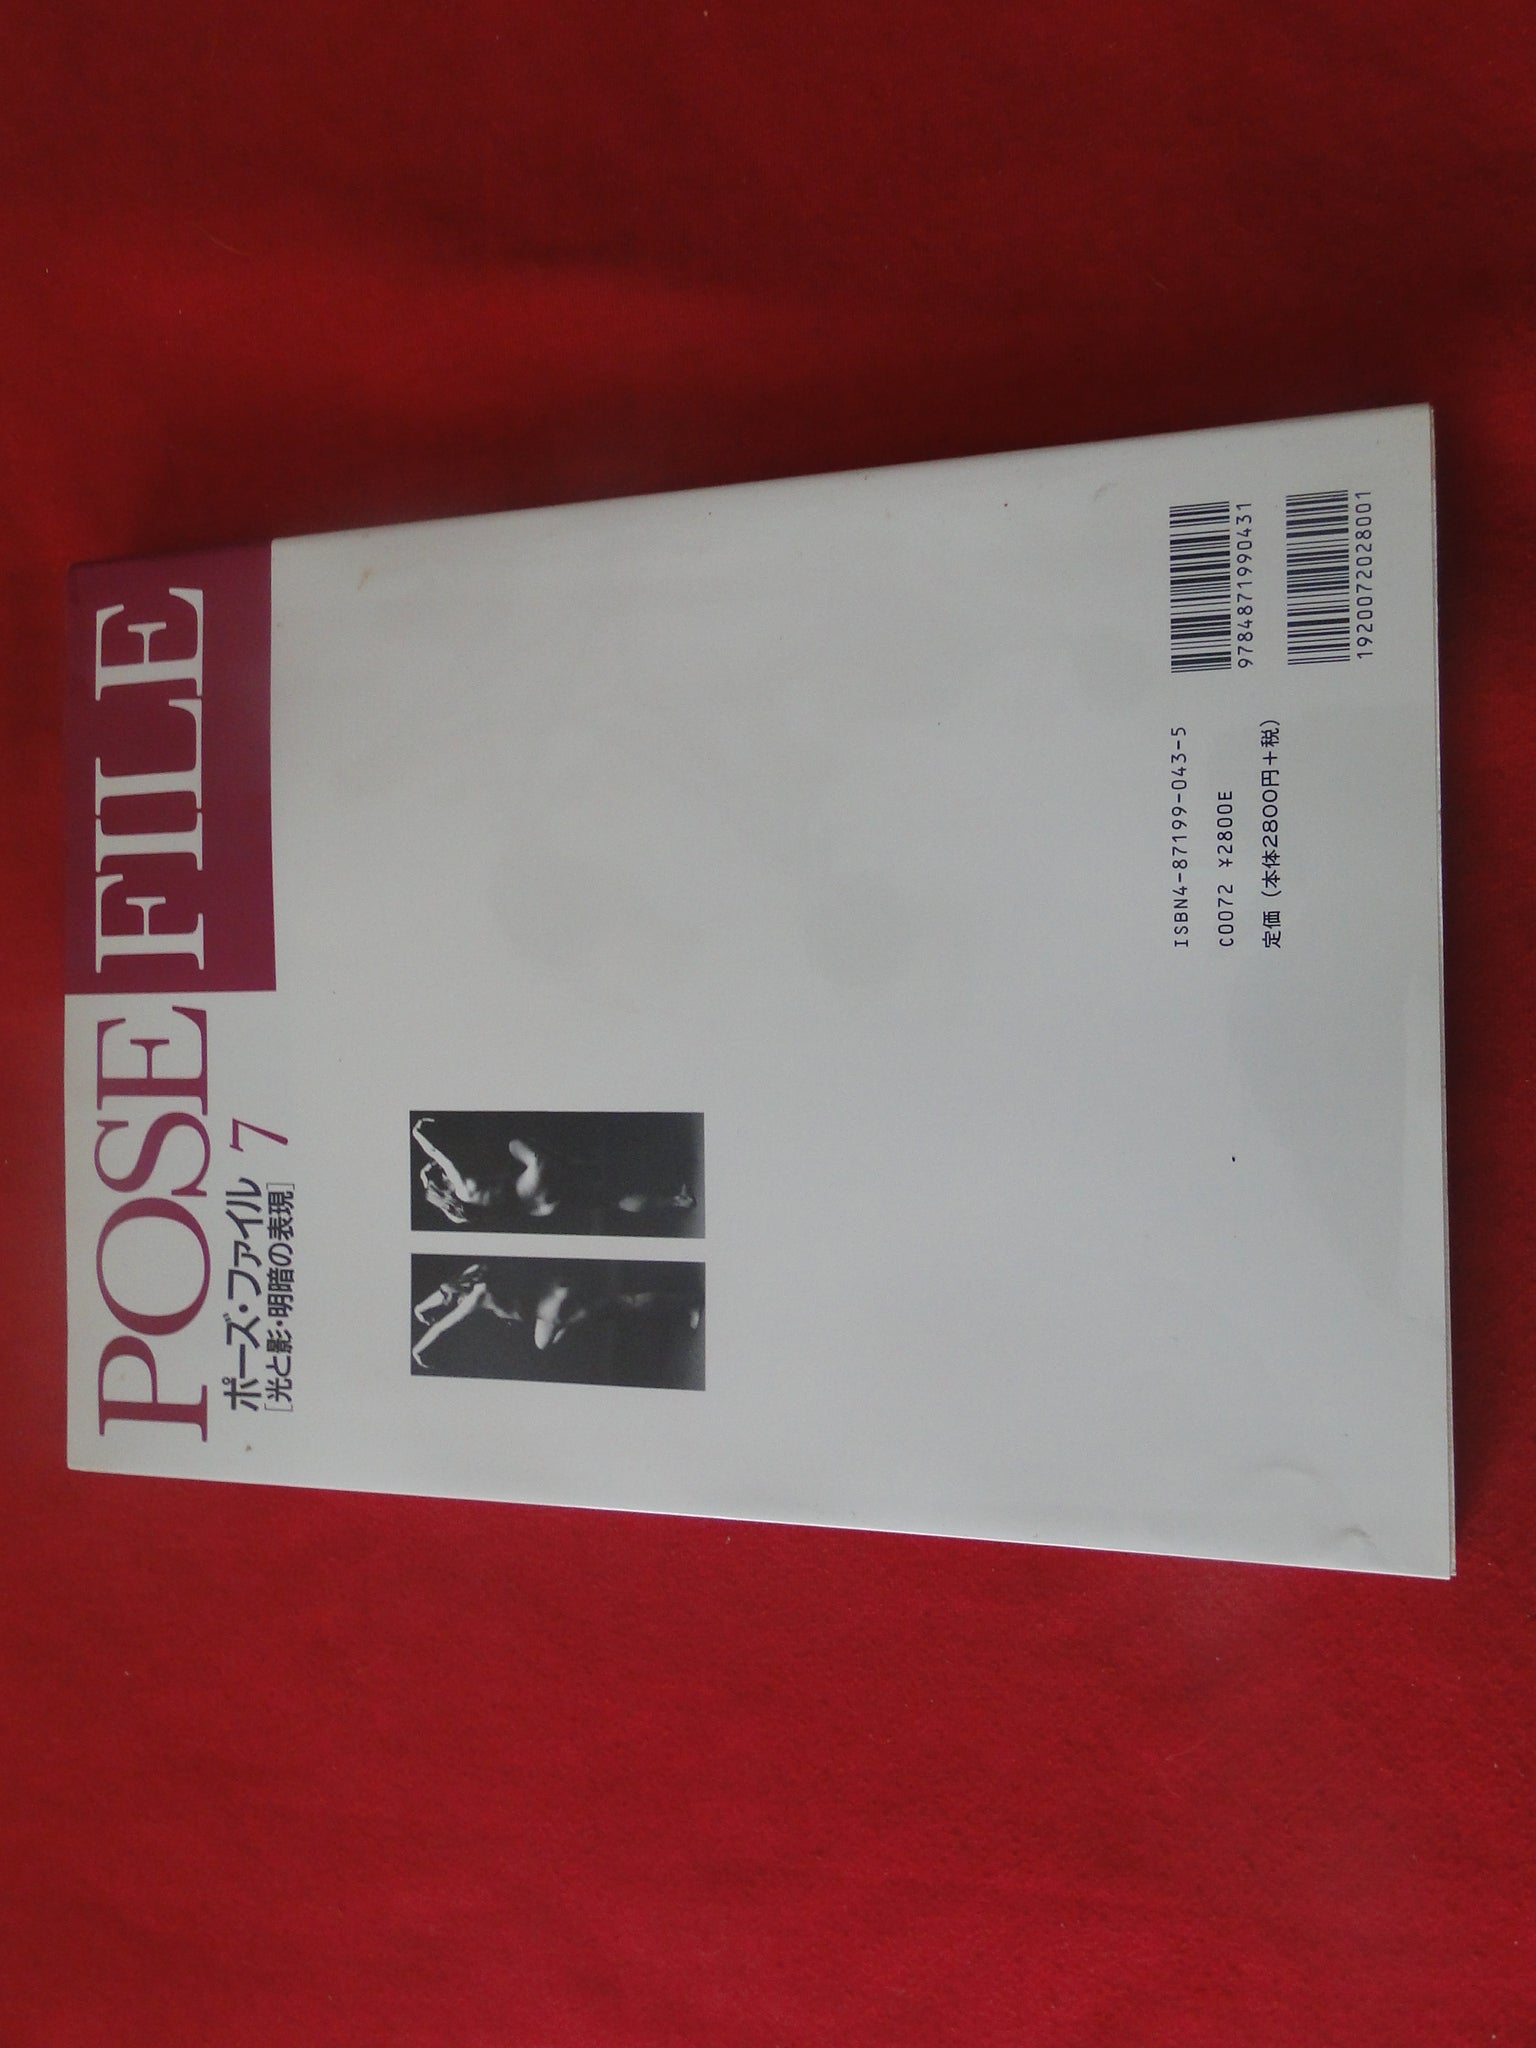 POSE FILE
ポーズ・ファイル 7
[光と影・明暗の表現]
ISBN4-87199-043-5
C0072 ¥2800E
定価（本体2800円+税）
9784871990431
1920072028001